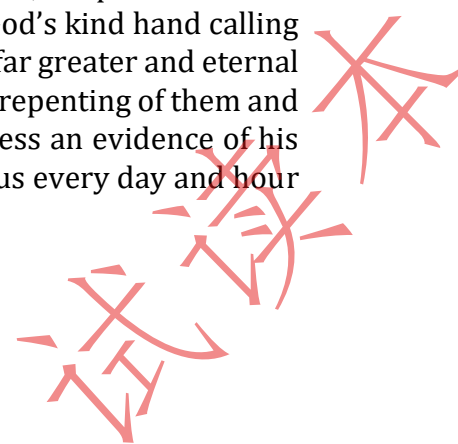 od’s kind hand calling
far greater and eternal
repenting of them and
ess an evidence of his
us every day and hour
试读本